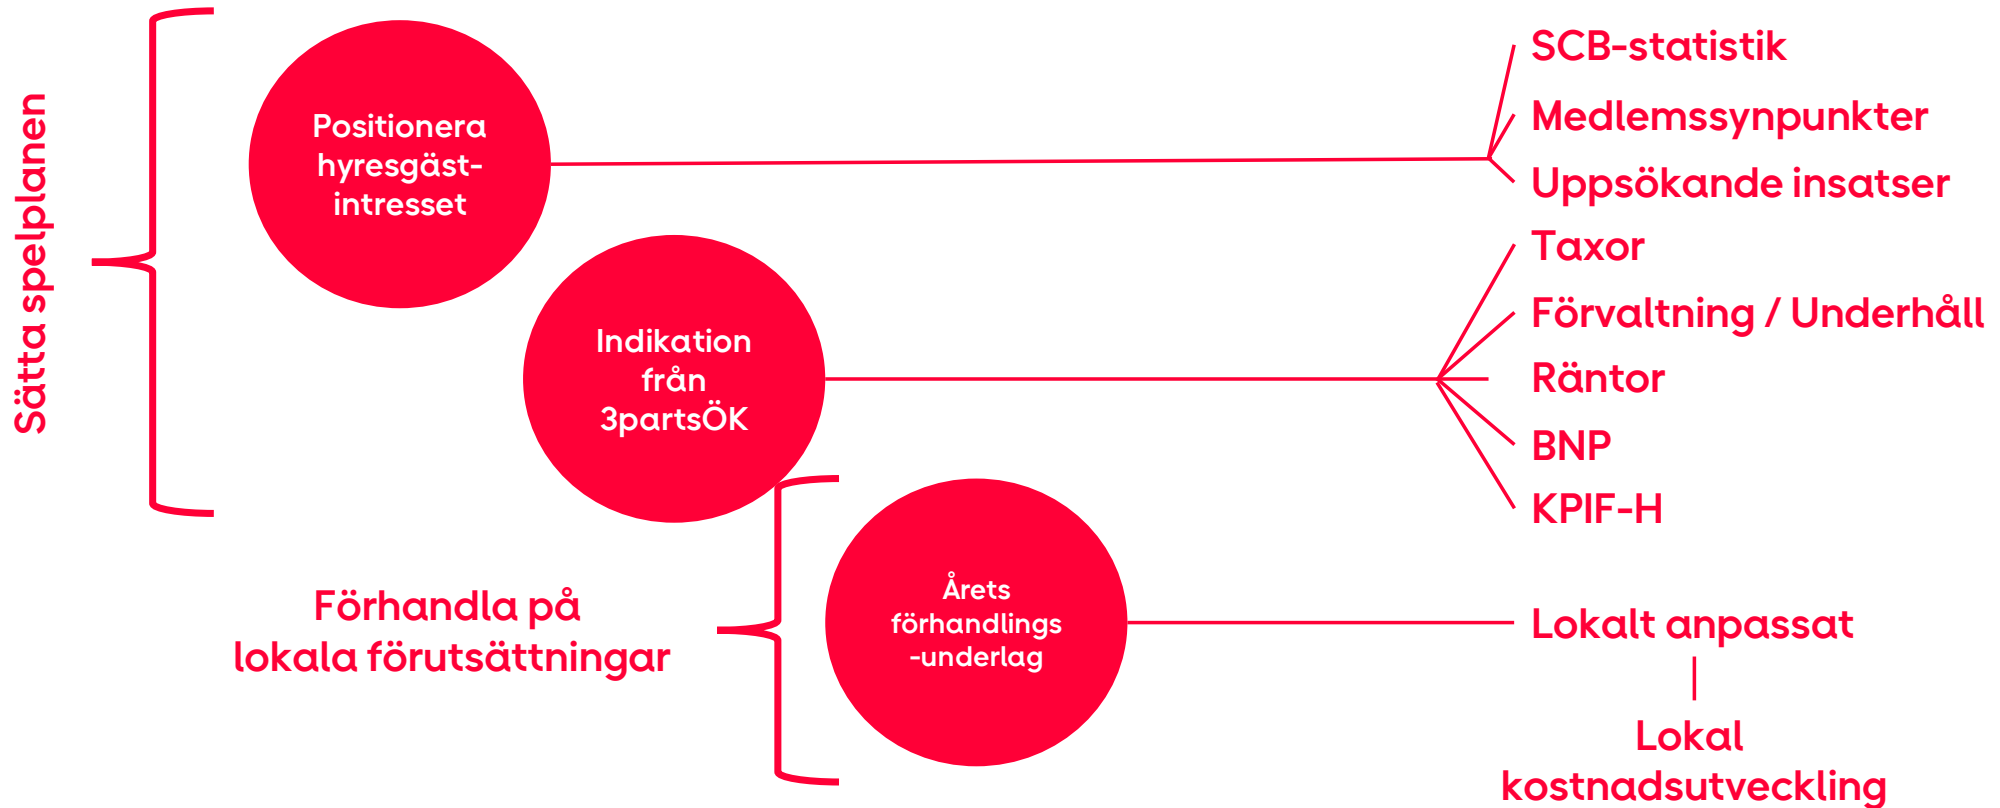 Sätta spelplanen
Positionera
hyresgäst-
intresset
SCB-statistik
Medlemssynpunkter
Uppsökande insatser
Indikation
från
3partsÖK
Taxor
Förvaltning / Underhåll
Räntor
BNP
KPIF-H
Förhandla på
lokala förutsättningar
Årets
förhandlings
-underlag
Lokalt anpassat
Lokal
kostnadsutveckling